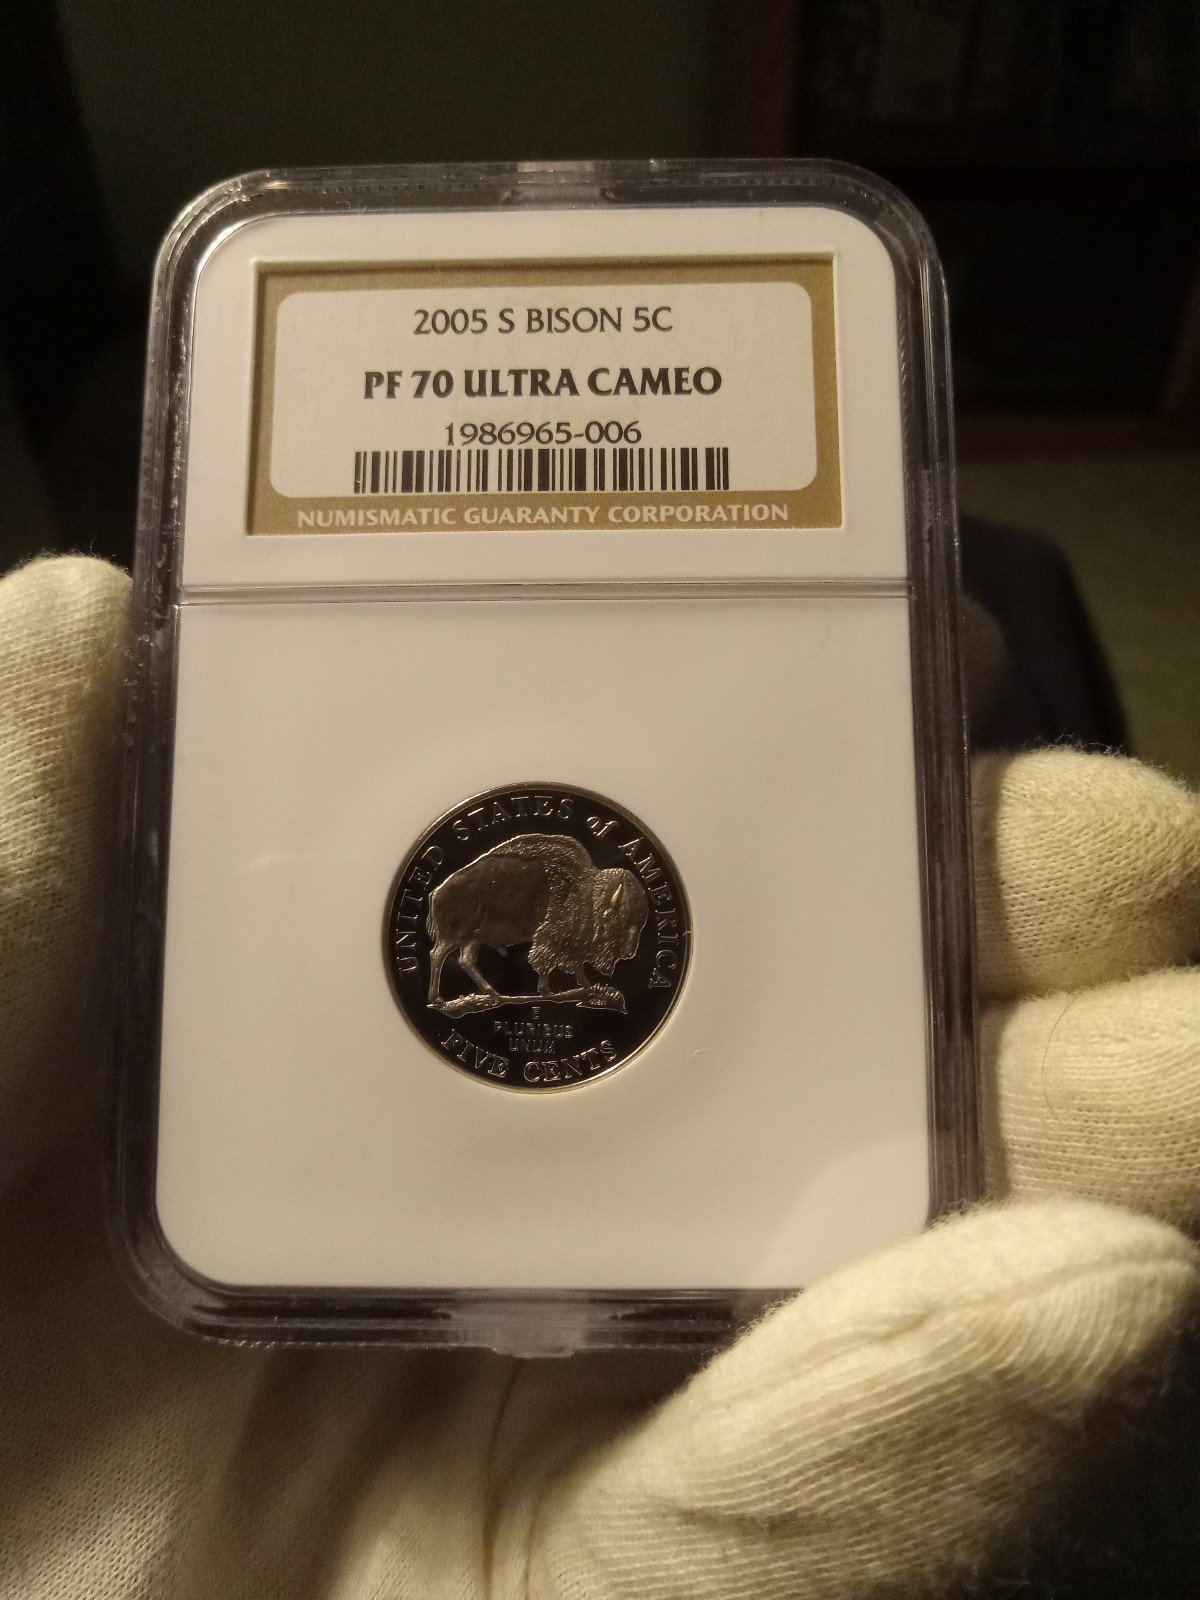 2005 S BISON 5C
PF 70 ULTRA CAMEO
1986965-006
NUMISMATIC GUARANTY CORPORATION
UNITED STATES of AMERICA
E
PLURIBUS
UNUM
FIVE CENTS